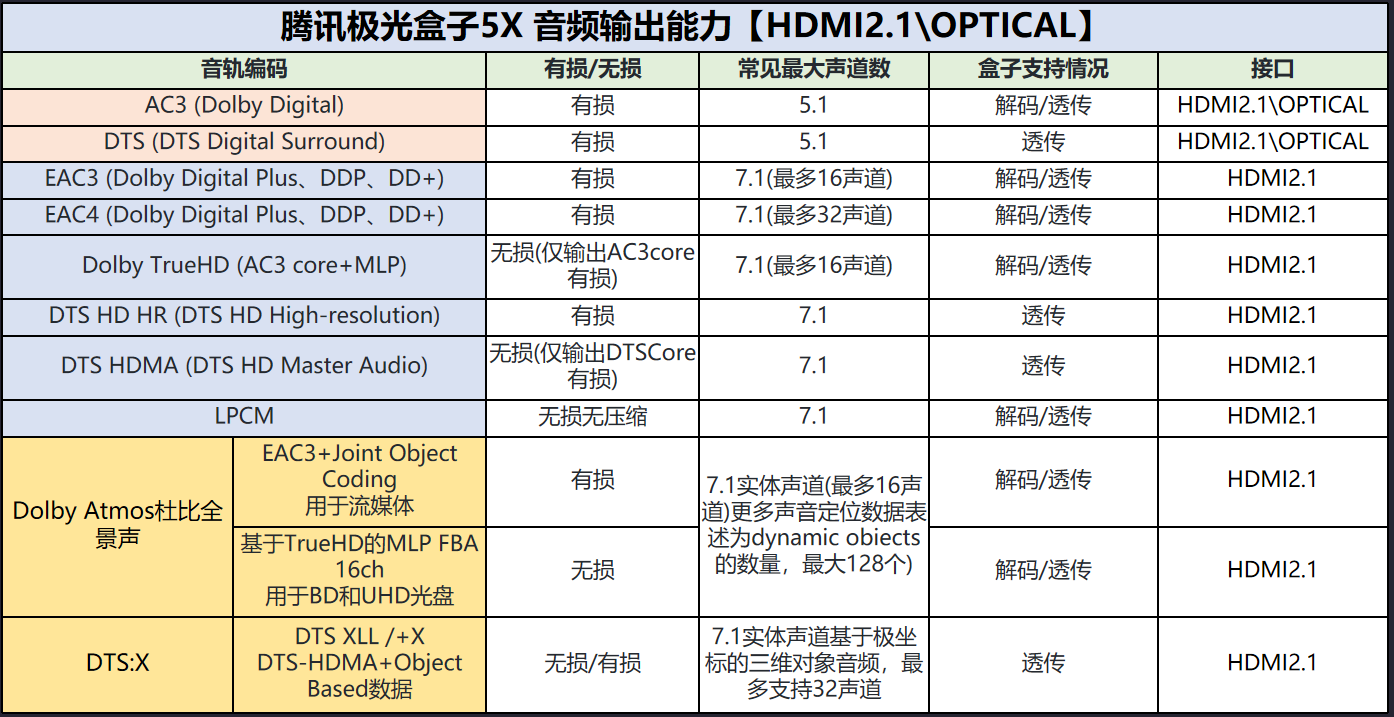 腾讯极光盒子5X 音频输出能力【HDMI2.1\OPTICAL】
音轨编码 有损/无损 常见最大声道数 盒子支持情况 接口
AC3 (Dolby Digital) 有损 5.1 解码/透传 HDMI2.1\OPTICAL
DTS (DTS Digital Surround) 有损 5.1 透传 HDMI2.1\OPTICAL
EAC3 (Dolby Digital Plus、DDP、DD+) 有损 7.1(最多16声道) 解码/透传 HDMI2.1
EAC4 (Dolby Digital Plus、DDP、DD+) 有损 7.1(最多32声道) 解码/透传 HDMI2.1
Dolby TrueHD (AC3 core+MLP)
无损(仅输出AC3core
有损)
7.1(最多16声道) 解码/透传 HDMI2.1
DTS HD HR (DTS HD High-resolution) 有损 7.1 透传 HDMI2.1
DTS HDMA (DTS HD Master Audio)
无损(仅输出DTSCore
有损)
7.1 透传 HDMI2.1
LPCM 无损无压缩 7.1 解码/透传 HDMI2.1
Dolby Atmos杜比全
景声
EAC3+Joint Object
Coding
用于流媒体
有损
7.1实体声道(最多16声
道)更多声音定位数据表
述为dynamic obiects
的数量，最大128个)
解码/透传 HDMI2.1
基于TrueHD的MLP FBA
16ch
用于BD和UHD光盘
无损 解码/透传 HDMI2.1
DTS:X
DTS XLL /+X
DTS-HDMA+Object
Based数据
无损/有损
7.1实体声道基于极坐
标的三维对象音频，最
多支持32声道
透传 HDMI2.1